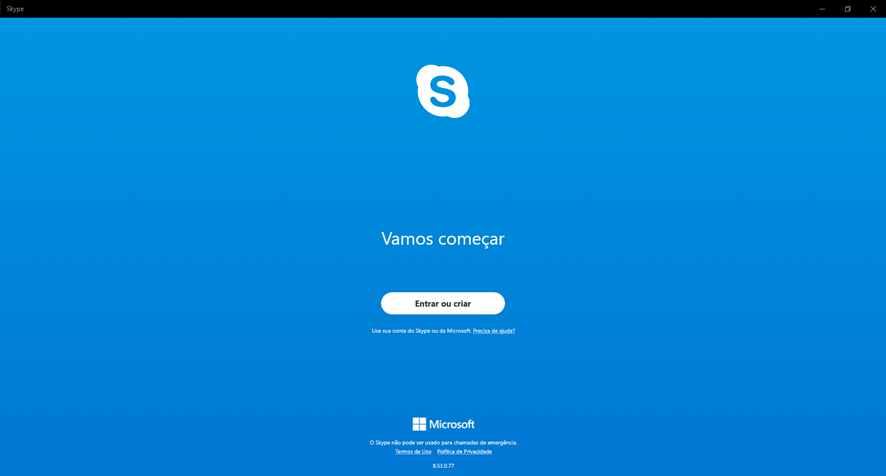 Skype
S
Vamos começar
Entrar ou criar
Use sua conta do Skype ou da Microsoft. Precisa de ajuda?
Microsoft
O Skype não pode ser usado para chamadas de emergência.
Termos de Uso Política de Privacidade
8.53.0.77